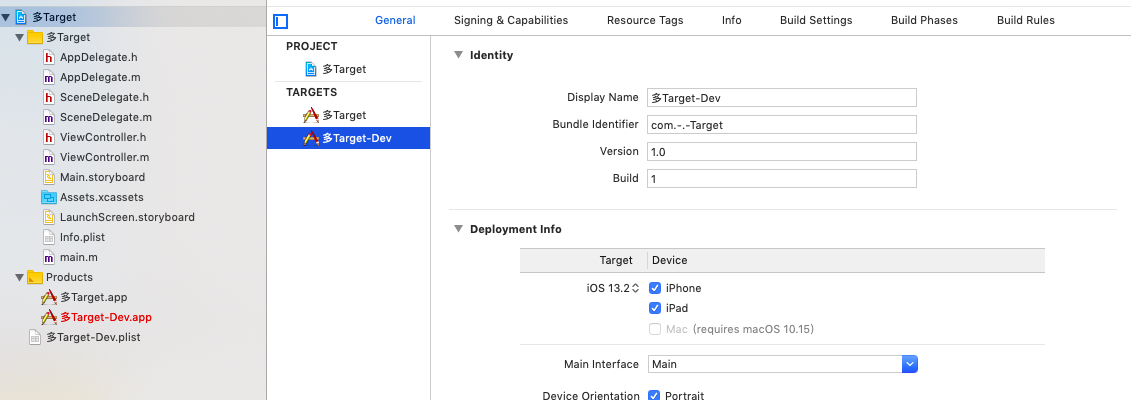 多Target
多Target
AppDelegate.h
AppDelegate.m
SceneDelegate.h
SceneDelegate.m
ViewController.h
ViewController.m
Main.storyboard
Assets.xcassets
LaunchScreen.storyboard
Info.plist
main.m
Products
多Target.app
多Target-Dev.app
多Target-Dev.plist
General Signing & Capabilities Resource Tags Info Build Settings Build Phases Build Rules
PROJECT
多Target
TARGETS
多Target
多Target-Dev
Identity
Display Name 多Target-Dev
Bundle Identifier com.-.-Target
Version 1.0
Build 1
Deployment Info
Target Device
iOS 13.2 iPhone
iPad
Mac (requires macOS 10.15)
Main Interface Main
Device Orientation Portrait